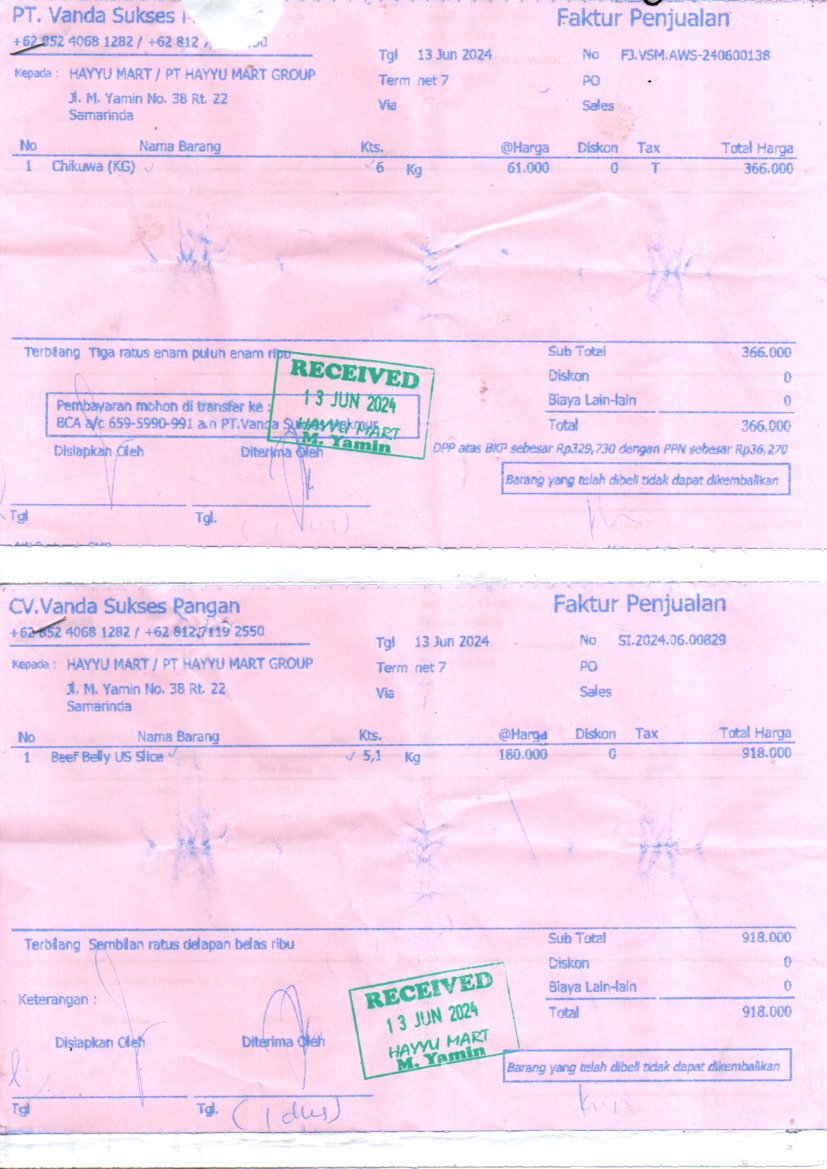 PT. Vanda Sukses
Faktur Penjualan
+62 852 4068 1282 / +62 812
Tgl 13 Jun 2024
No FJ.VSM.AWS-240600138
Kepada : HAYYU MART / PT HAYYU MART GROUP
Term net 7
PO
Jl. M. Yamin No. 38 Rt. 22
Samarinda
Via
Sales
No Nama Barang Kts. @Harga Diskon Tax Total Harga
1 Chikuwa (KG) 6 Kg 61.000 0 T 366.000
Terbilang Tiga ratus enam puluh enam ribu
Sub Total 366.000
Diskon 0
Biaya Lain-lain 0
Total 366.000
RECEIVED
13 JUN 2024
HAYYU MART
M. Yamin
Pembayaran mohon di transfer ke :
BCA a/c 659-5990-991 a.n PT.Vanda Sukses Makmur
DPP atas BKP sebesar Rp329,730 dengan PPN sebesar Rp36,270
Disiapkan Oleh
Diterima Oleh
Barang yang telah dibeli tidak dapat dikembalikan
Tgl
Tgl.
CV.Vanda Sukses Pangan
Faktur Penjualan
+62 852 4068 1282 / +62 812,7119 2550
Tgl 13 Jun 2024
No SI.2024.06.00829
Kepada : HAYYU MART / PT HAYYU MART GROUP
Term net 7
PO
Jl. M. Yamin No. 38 Rt. 22
Samarinda
Via
Sales
No Nama Barang Kts. @Harga Diskon Tax Total Harga
1 Beef Belly US Slice 5,1 Kg 180.000 0 918.000
Terbilang Sembilan ratus delapan belas ribu
Sub Total 918.000
Diskon 0
Biaya Lain-lain 0
Total 918.000
Keterangan :
RECEIVED
13 JUN 2024
HAYYU MART
M. Yamin
Disiapkan Oleh
Diterima Oleh
Barang yang telah dibeli tidak dapat dikembalikan
Tgl
Tgl. (1 dus)